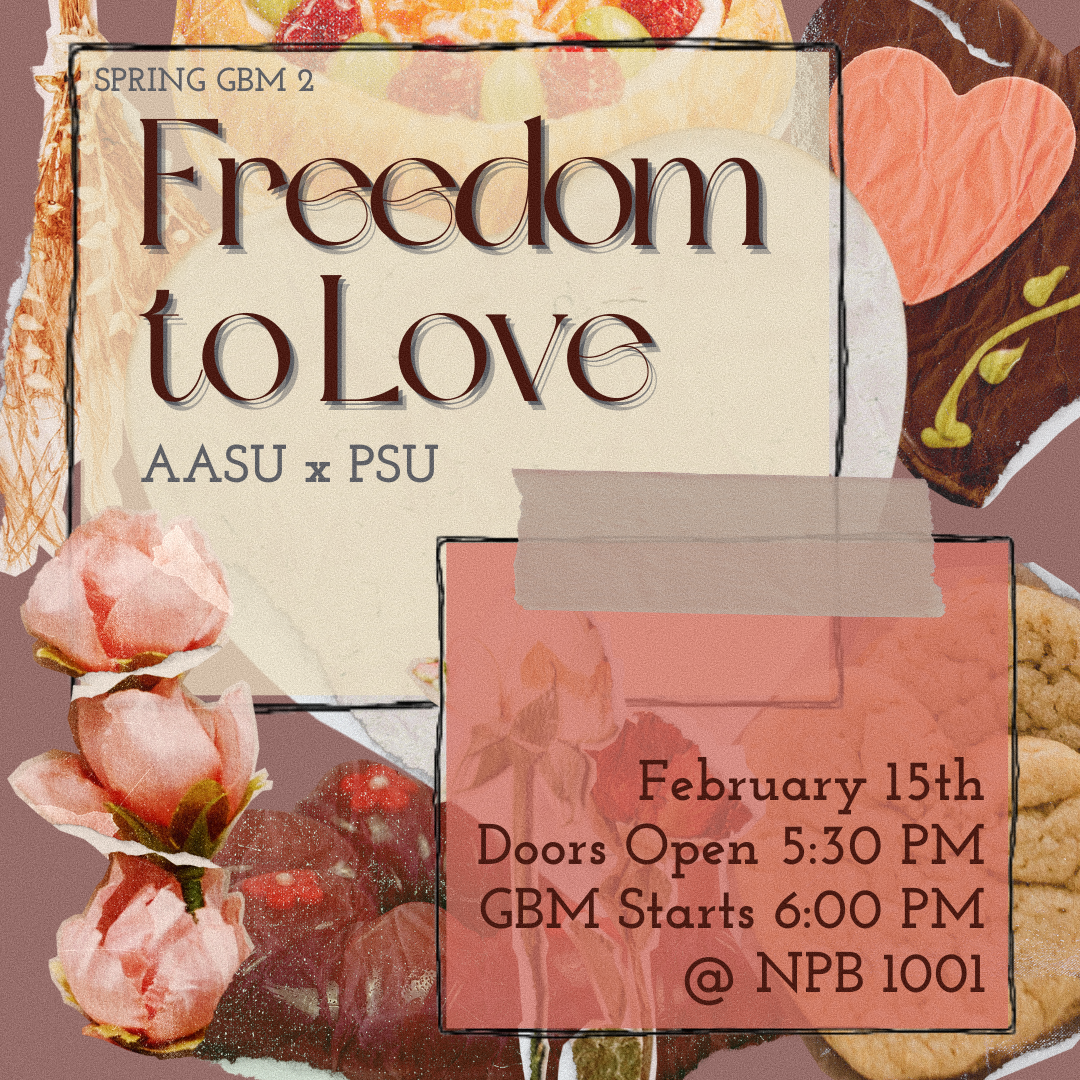 SPRING GBM 2
Freedom
to Love
AASU x PSU
February 15th
Doors Open 5:30 PM
GBM Starts 6:00 PM
@ NPB 1001